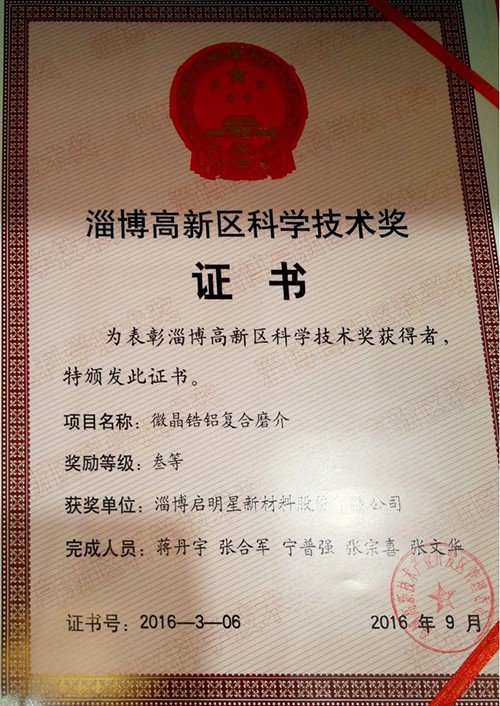 淄博高新区科学技术奖
证书
为表彰淄博高新区科学技术奖获得者，
特颁发此证书。
项目名称：微晶锆铝复合磨介
奖励等级：叁等
获奖单位：淄博启明星新材料股份有限公司
完成人员：蒋丹宇 张合军 宁普强 张宗喜 张文华
证书号：2016—3—06
2016 年 9 月